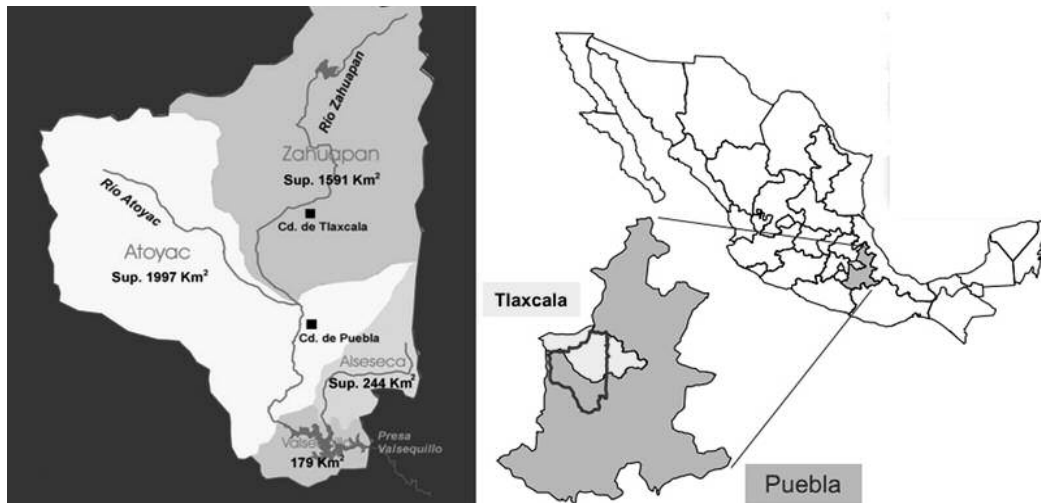 Río Zahuapan
Zahuapan
Sup. 1591 Km²
Río Atoyac
Cd. de Tlaxcala
Atoyac
Sup. 1997 Km²
Cd. de Puebla
Alseseca
Sup. 244 Km²
Presa
Valsequillo
179 Km²
Tlaxcala
Puebla